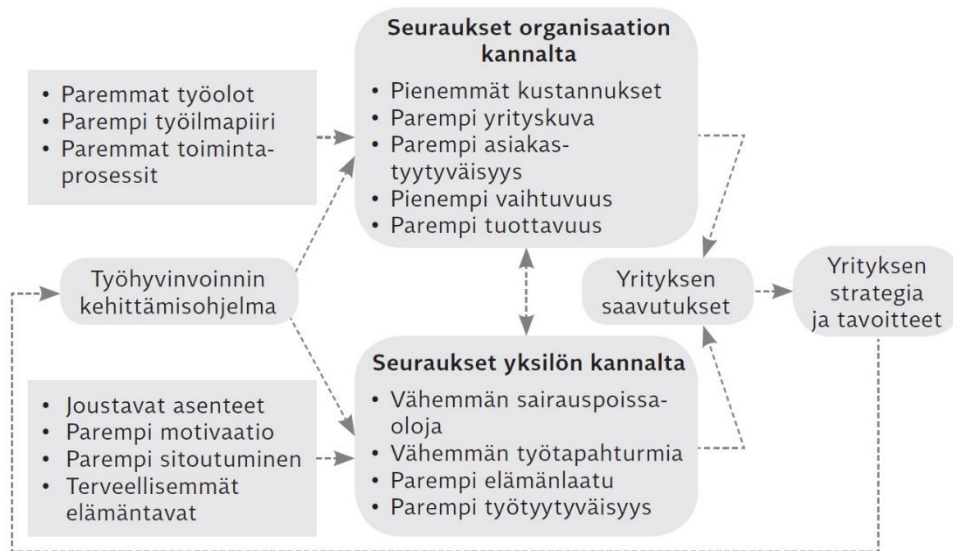 Seuraukset organisaation
kannalta
• Pienemmät kustannukset
• Parempi yrityskuva
• Parempi asiakas-
tyytyväisyys
• Pienempi vaihtuvuus
• Parempi tuottavuus
• Paremmat työolot
• Parempi työilmapiiri
• Paremmat toiminta-
prosessit
Työhyvinvoinnin
kehittämisohjelma
Yrityksen
saavutukset
Yrityksen
strategia
ja tavoitteet
Seuraukset yksilön kannalta
• Vähemmän sairauspoissa-
oloja
• Vähemmän työtapahturmia
• Parempi elämänlaatu
• Parempi työtyytyväisyys
• Joustavat asenteet
• Parempi motivaatio
• Parempi sitoutuminen
• Terveellisemmät
elämäntavat